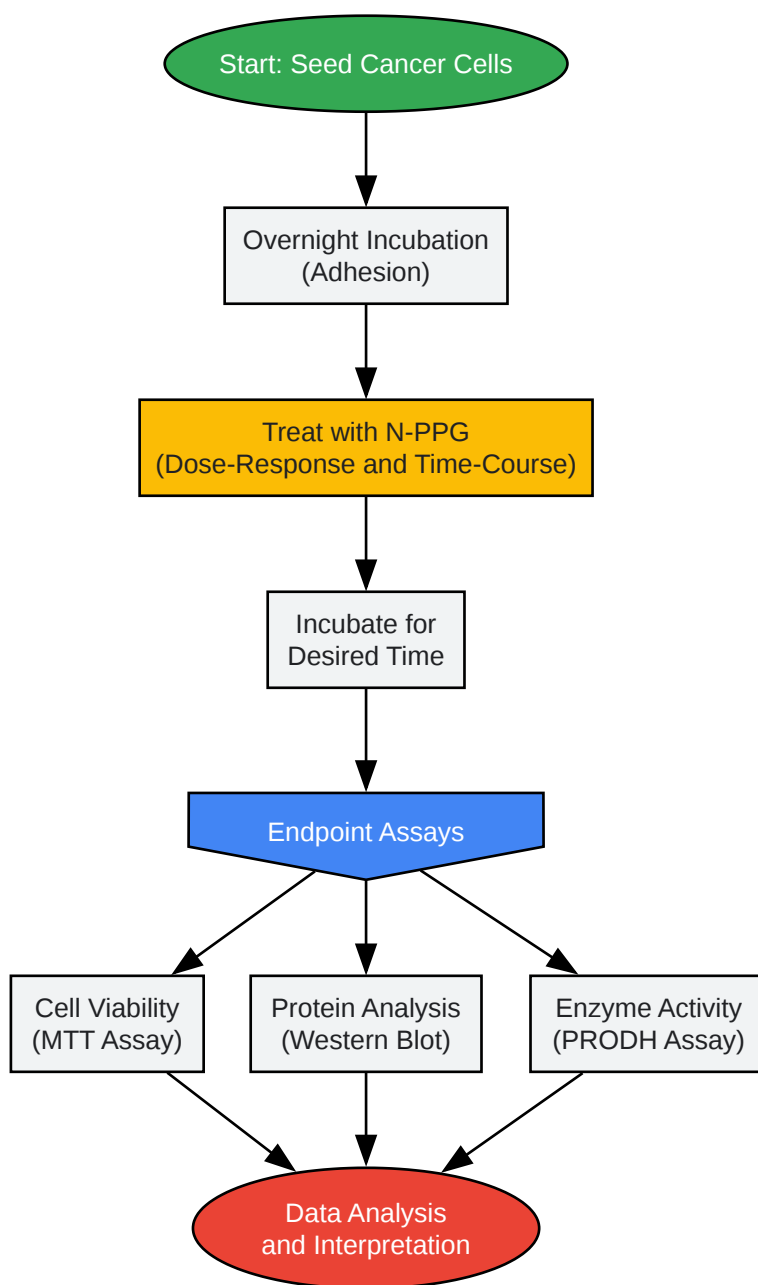 Start: Seed Cancer Cells
Overnight Incubation
(Adhesion)
Treat with N-PPG
(Dose-Response and Time-Course)
Incubate for
Desired Time
Endpoint Assays
Cell Viability
(MTT Assay)
Protein Analysis
(Western Blot)
Enzyme Activity
(PRODH Assay)
Data Analysis
and Interpretation